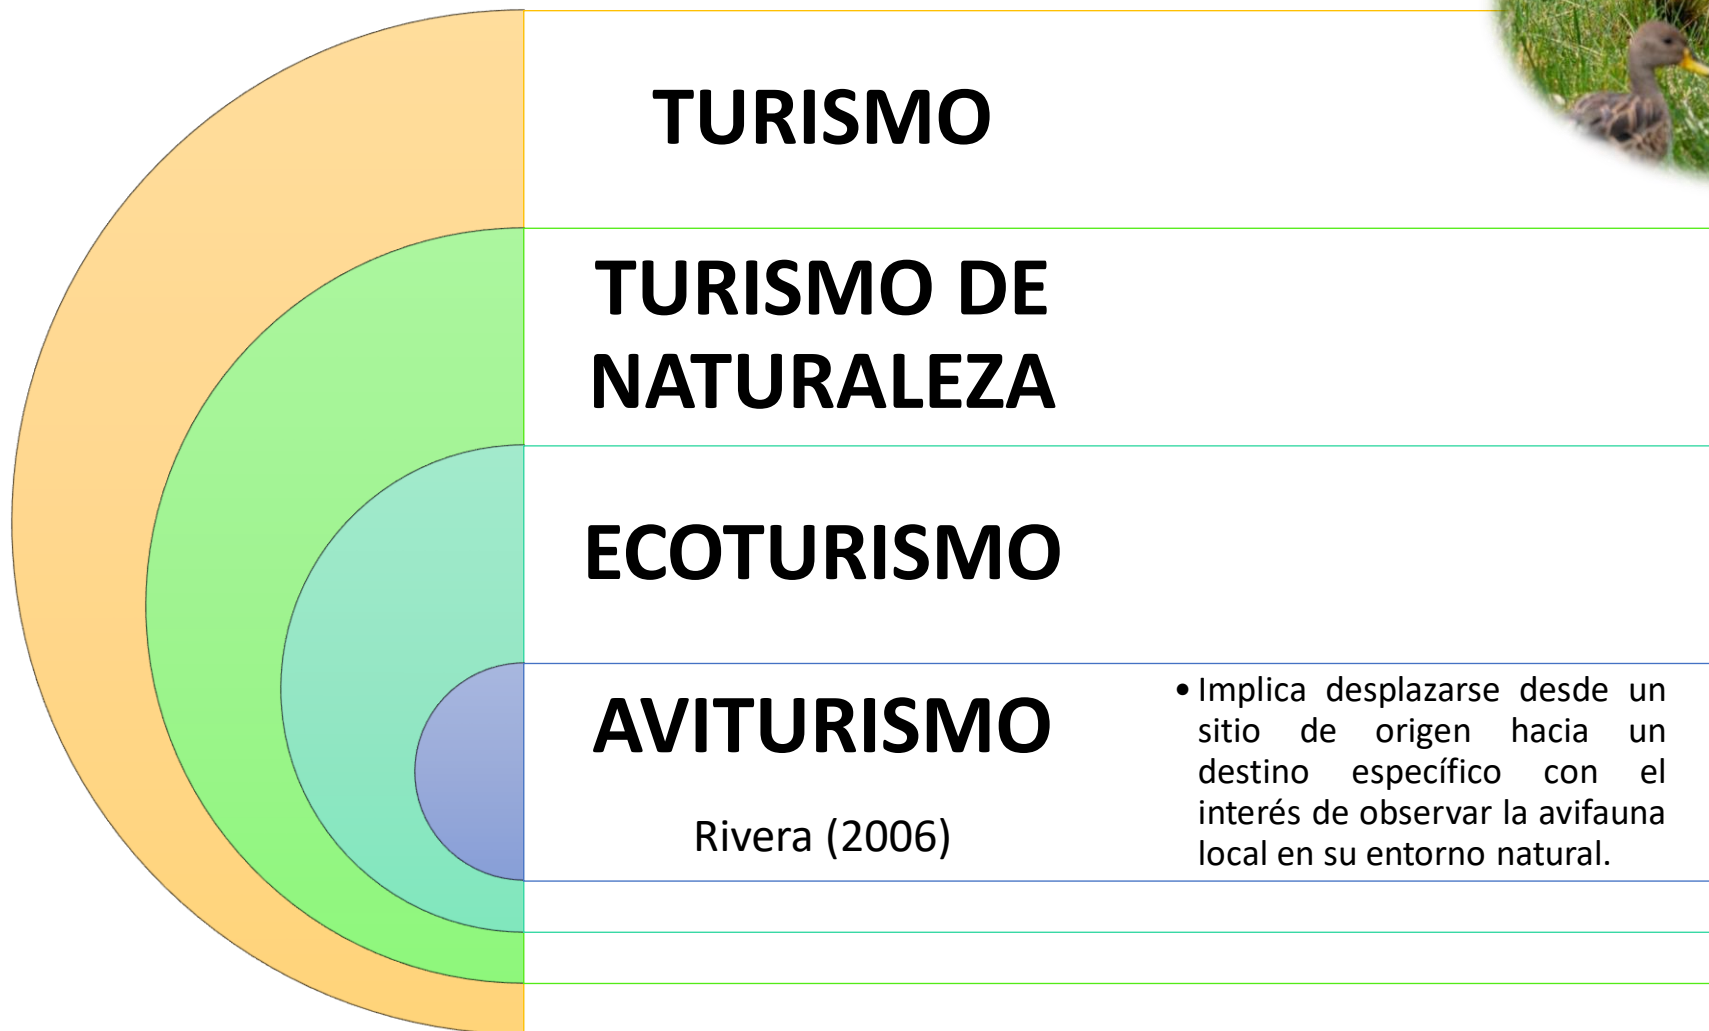 TURISMO
TURISMO DE
NATURALEZA
ECOTURISMO
AVITURISMO
Rivera (2006)
• Implica desplazarse desde un
sitio de origen hacia un
destino específico con el
interés de observar la avifauna
local en su entorno natural.